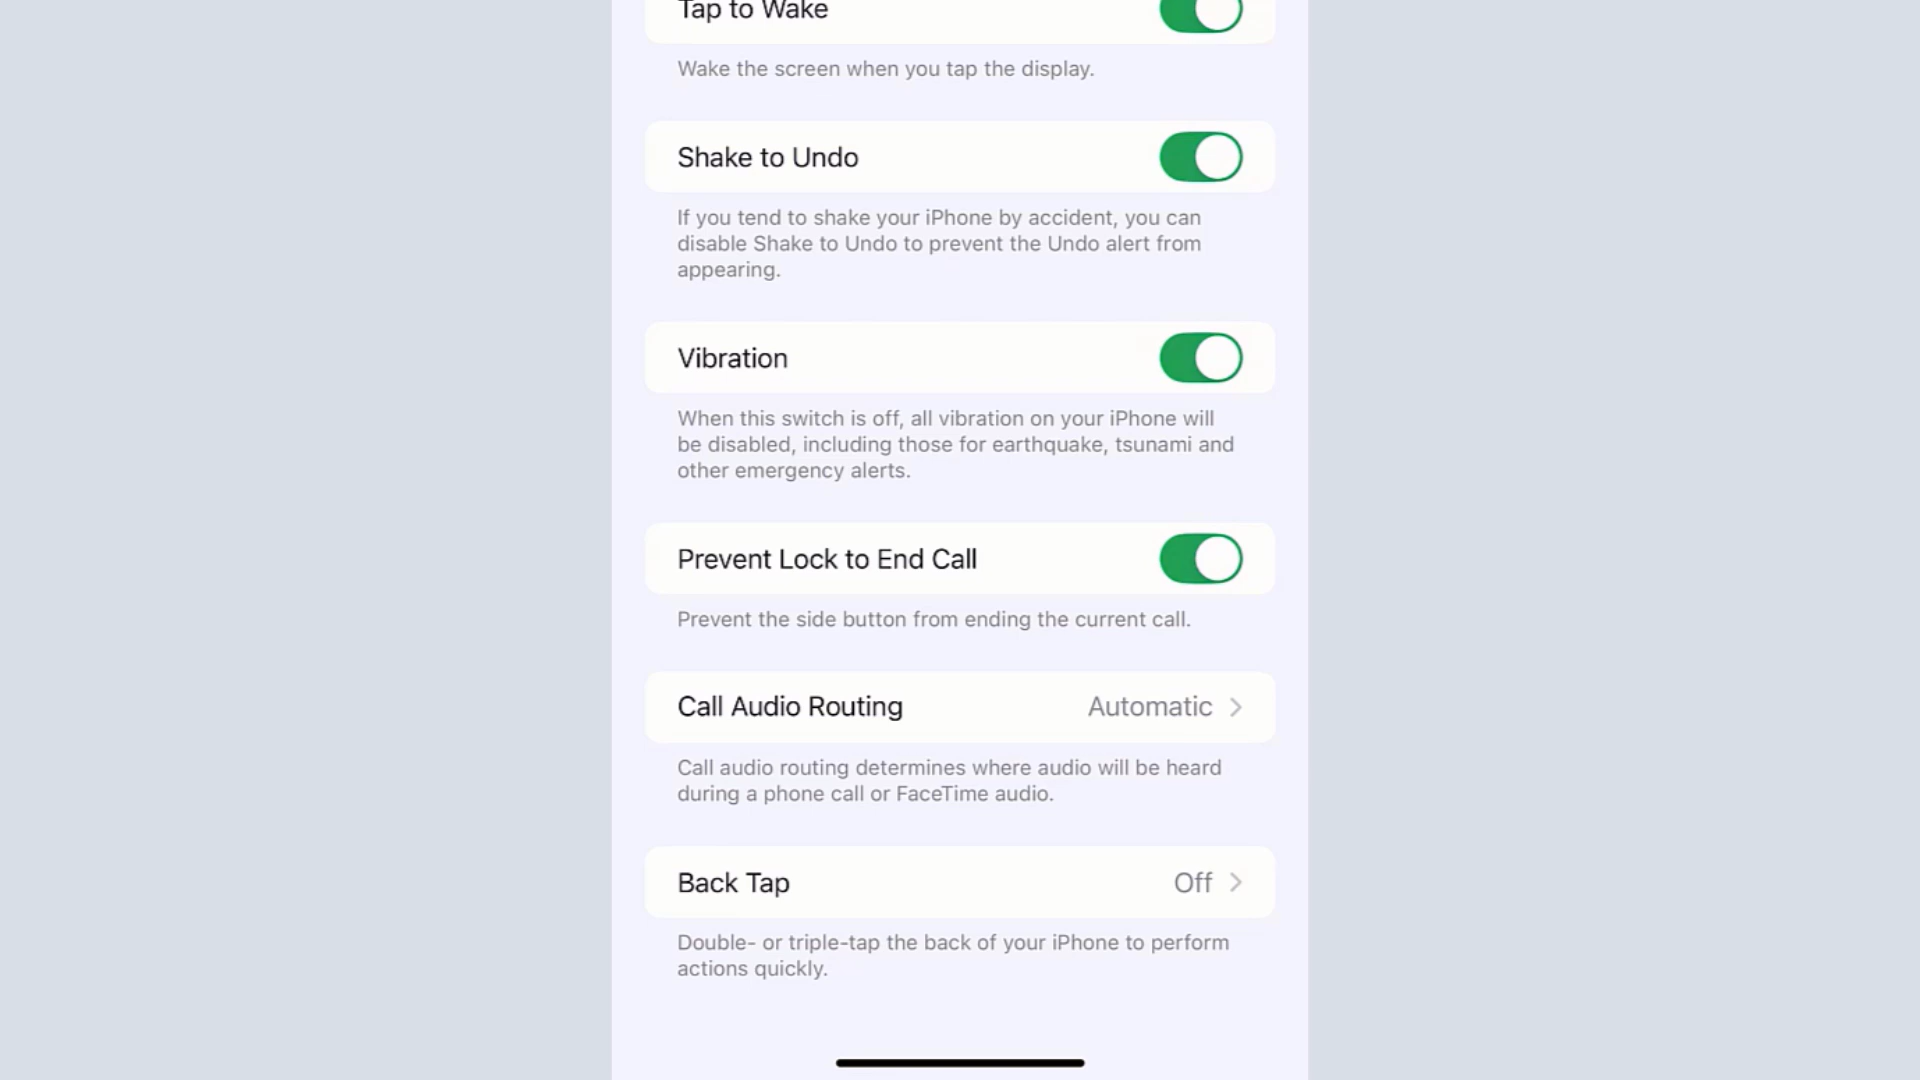 Tap to Wake
Wake the screen when you tap the display.
Shake to Undo
If you tend to shake your iPhone by accident, you can
disable Shake to Undo to prevent the Undo alert from
appearing.
Vibration
When this switch is off, all vibration on your iPhone will
be disabled, including those for earthquake, tsunami and
other emergency alerts.
Prevent Lock to End Call
Prevent the side button from ending the current call.
Call Audio Routing Automatic
Call audio routing determines where audio will be heard
during a phone call or FaceTime audio.
Back Tap Off
Double- or triple-tap the back of your iPhone to perform
actions quickly.